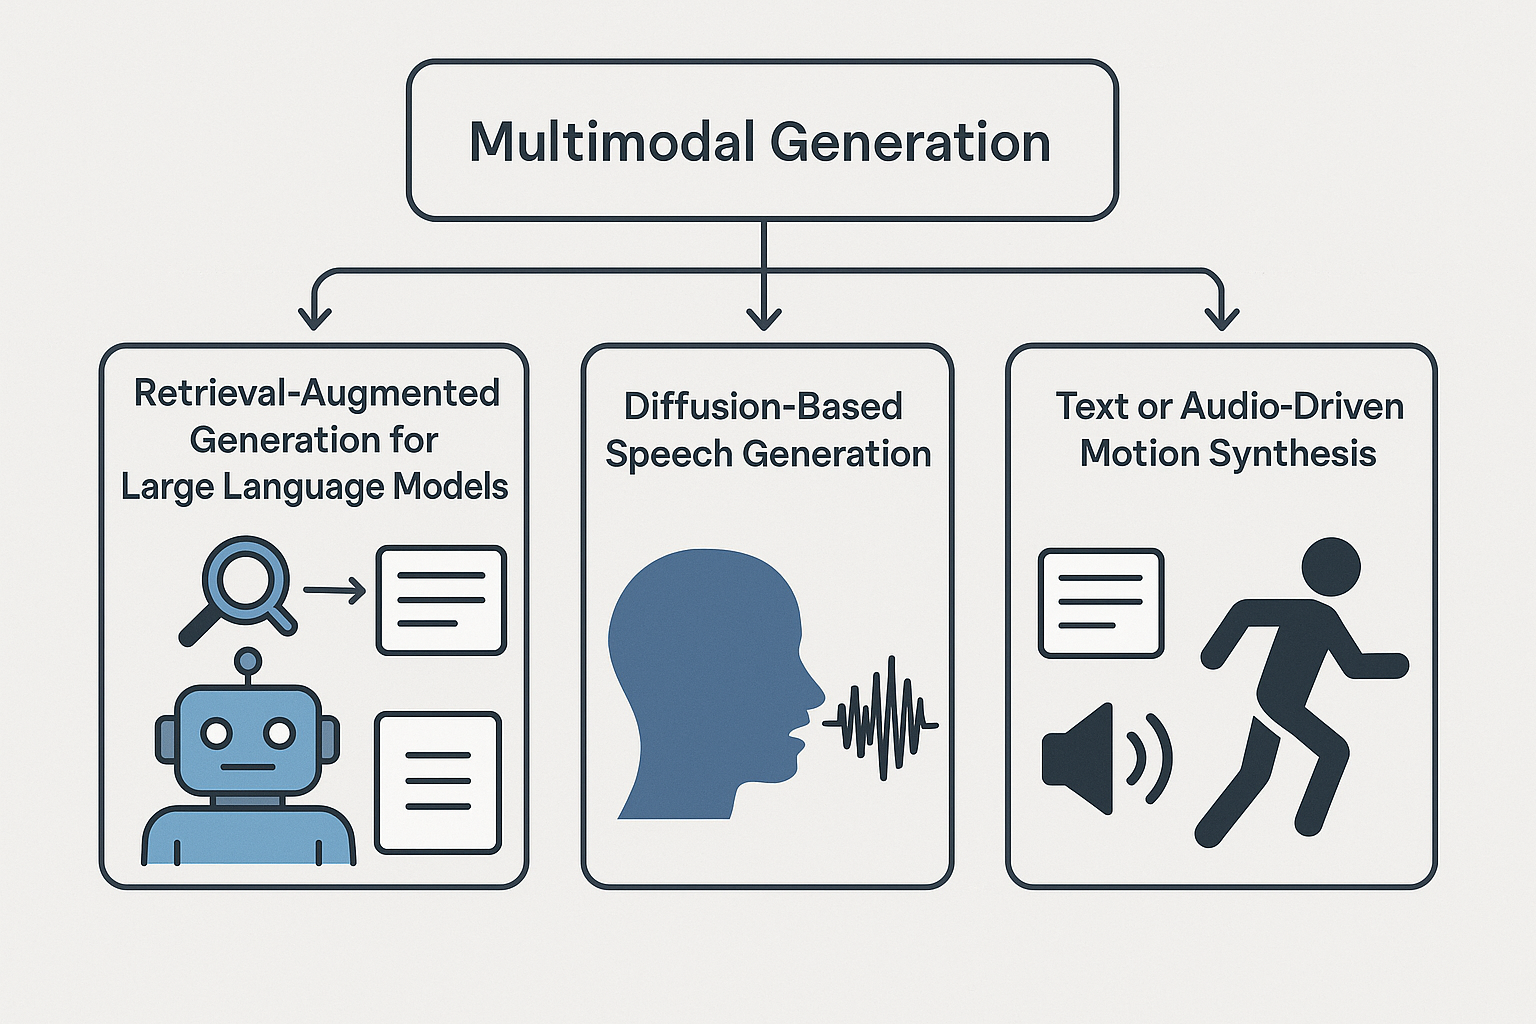 Multimodal Generation
Retrieval-Augmented
Generation for
Large Language Models
Diffusion-Based
Speech Generation
Text or Audio-Driven
Motion Synthesis